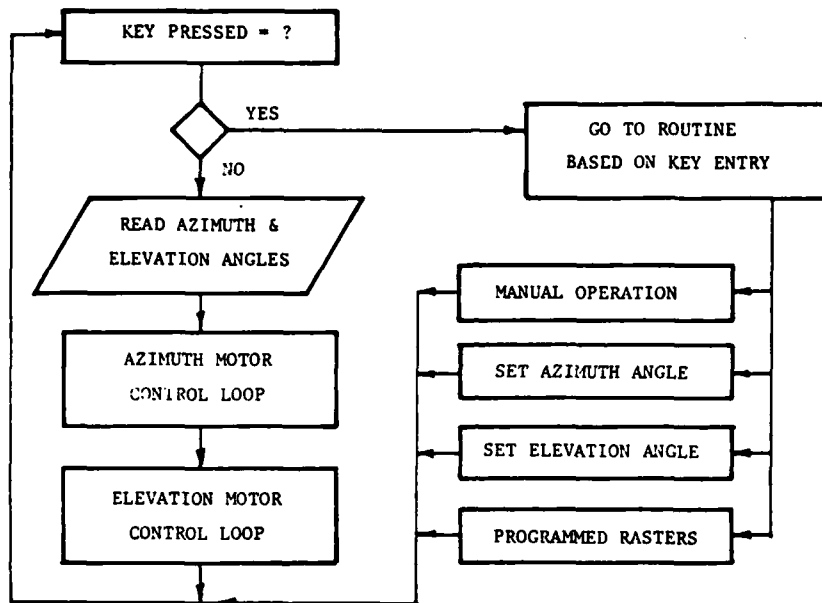 KEY PRESSED = ?
YES
NO
GO TO ROUTINE
BASED ON KEY ENTRY
READ AZIMUTH &
ELEVATION ANGLES
AZIMUTH MOTOR
CONTROL LOOP
ELEVATION MOTOR
CONTROL LOOP
MANUAL OPERATION
SET AZIMUTH ANGLE
SET ELEVATION ANGLE
PROGRAMMED RASTERS